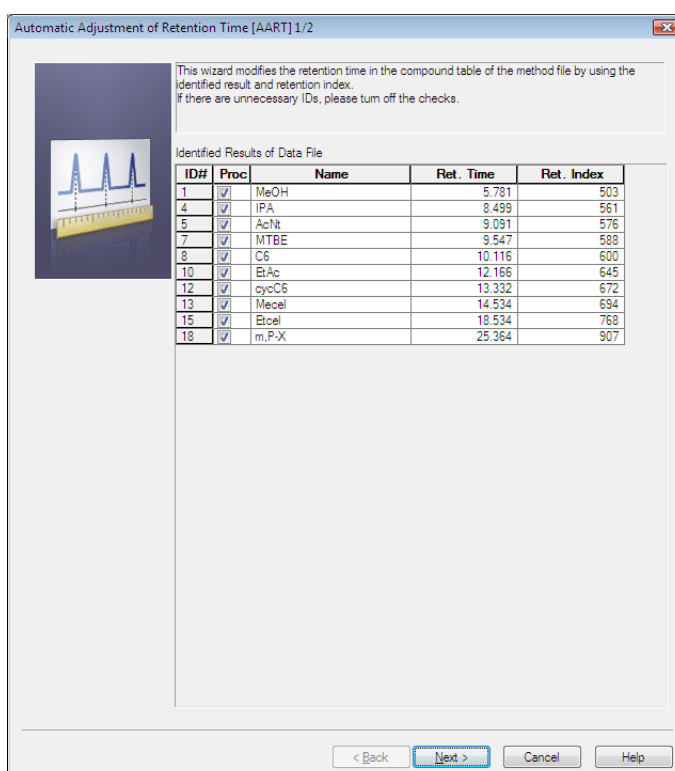 Automatic Adjustment of Retention Time [AART] 1/2
This wizard modifies the retention time in the compound table of the method file by using the
identified result and retention index.
If there are unnecessary IDs, please turn off the checks.
Identified Results of Data File
ID# Proc Name Ret. Time Ret. Index
1 MeOH 5.781 503
4 IPA 8.499 561
5 AcNt 9.091 576
7 MTBE 9.547 588
8 C6 10.116 600
10 EtAc 12.166 645
12 cycC6 13.332 672
13 Mecel 14.534 694
15 Etcel 18.534 768
18 m,P-X 25.364 907
< Back Next > Cancel Help